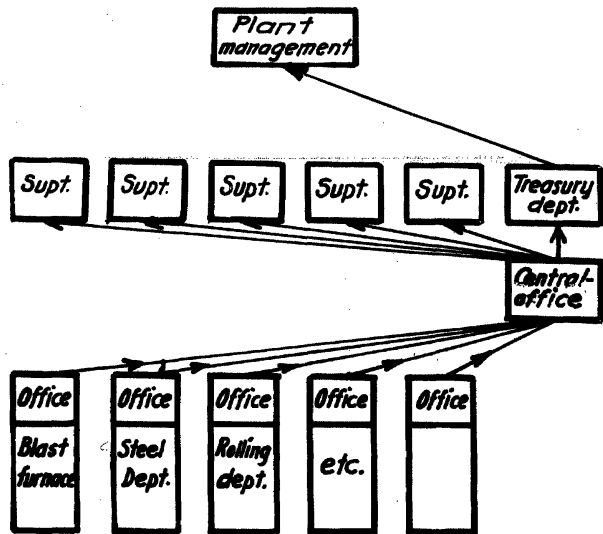 Plant
management
Supt. Supt. Supt. Supt. Supt. Treasury
dept.
Central-
office
Office Office Office Office Office
Blast
furnace
Steel
Dept.
Rolling
dept.
etc.